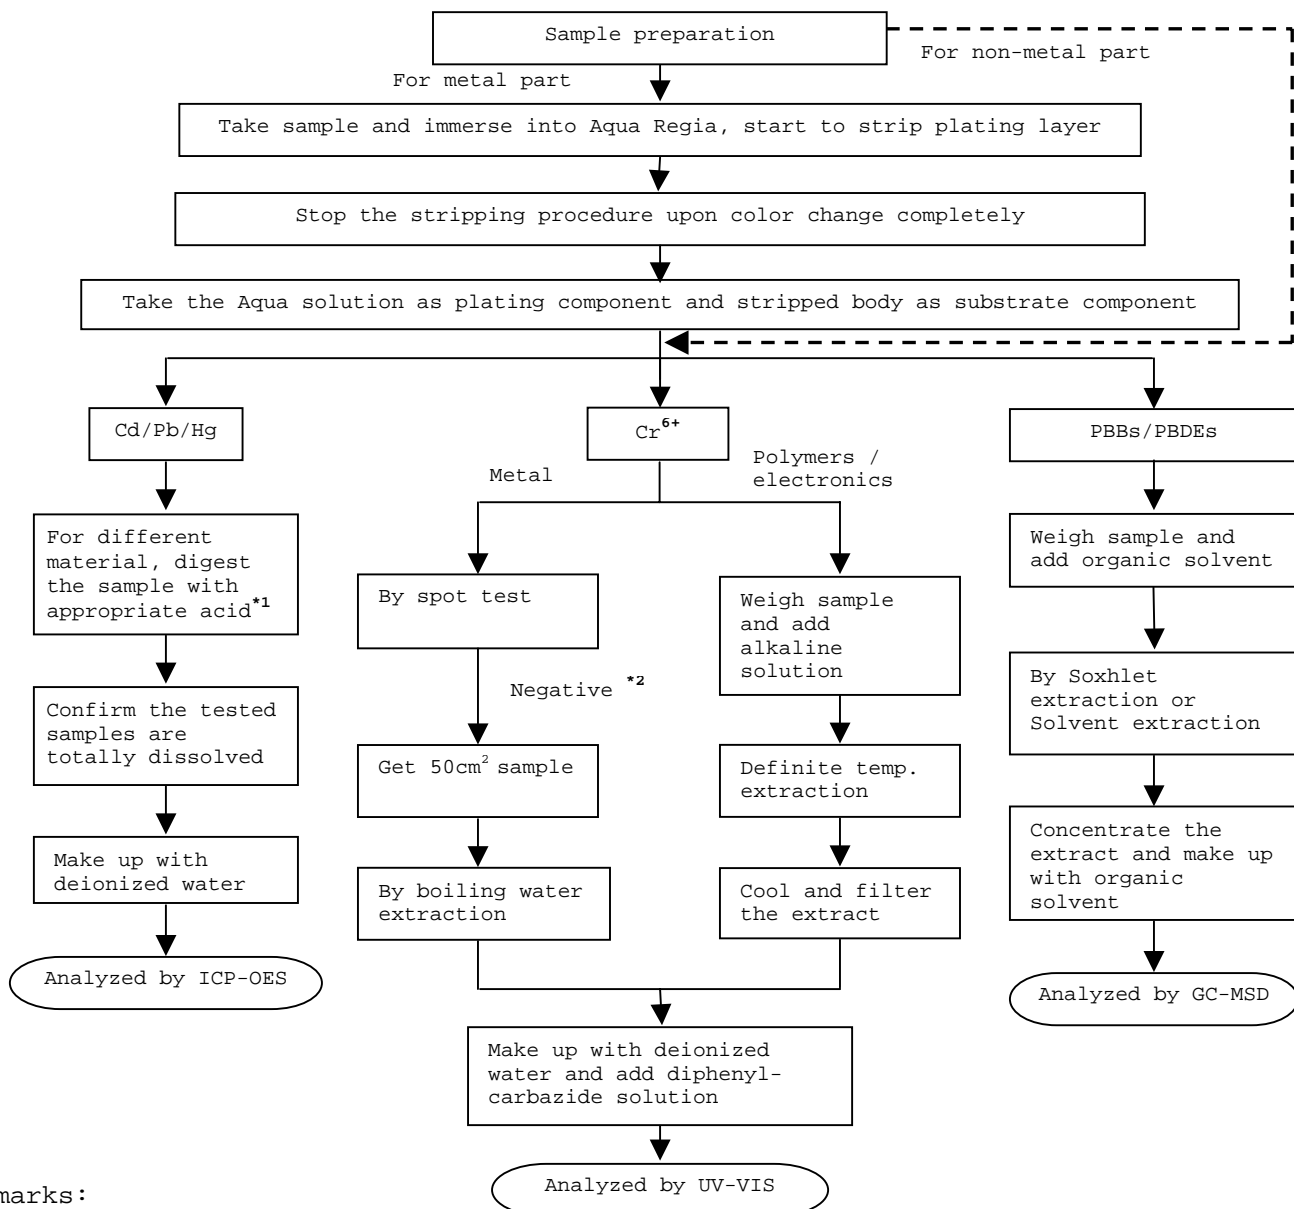 Sample preparation
For non-metal part
For metal part
Take sample and immerse into Aqua Regia, start to strip plating layer
Stop the stripping procedure upon color change completely
Take the Aqua solution as plating component and stripped body as substrate component
Cd/Pb/Hg
For different
material, digest
the sample with
appropriate acid*1
Confirm the tested
samples are
totally dissolved
Make up with
deionized water
Analyzed by ICP-OES
Cr6+
Metal
By spot test
Negative *2
Get 50cm2 sample
By boiling water
extraction
Polymers /
electronics
Weigh sample
and add
alkaline
solution
Definite temp.
extraction
Cool and filter
the extract
Make up with deionized
water and add diphenyl-
carbazide solution
Analyzed by UV-VIS
PBBs/PBDEs
Weigh sample and
add organic solvent
By Soxhlet
extraction or
Solvent extraction
Concentrate the
extract and make up
with organic
solvent
Analyzed by GC-MSD
marks: